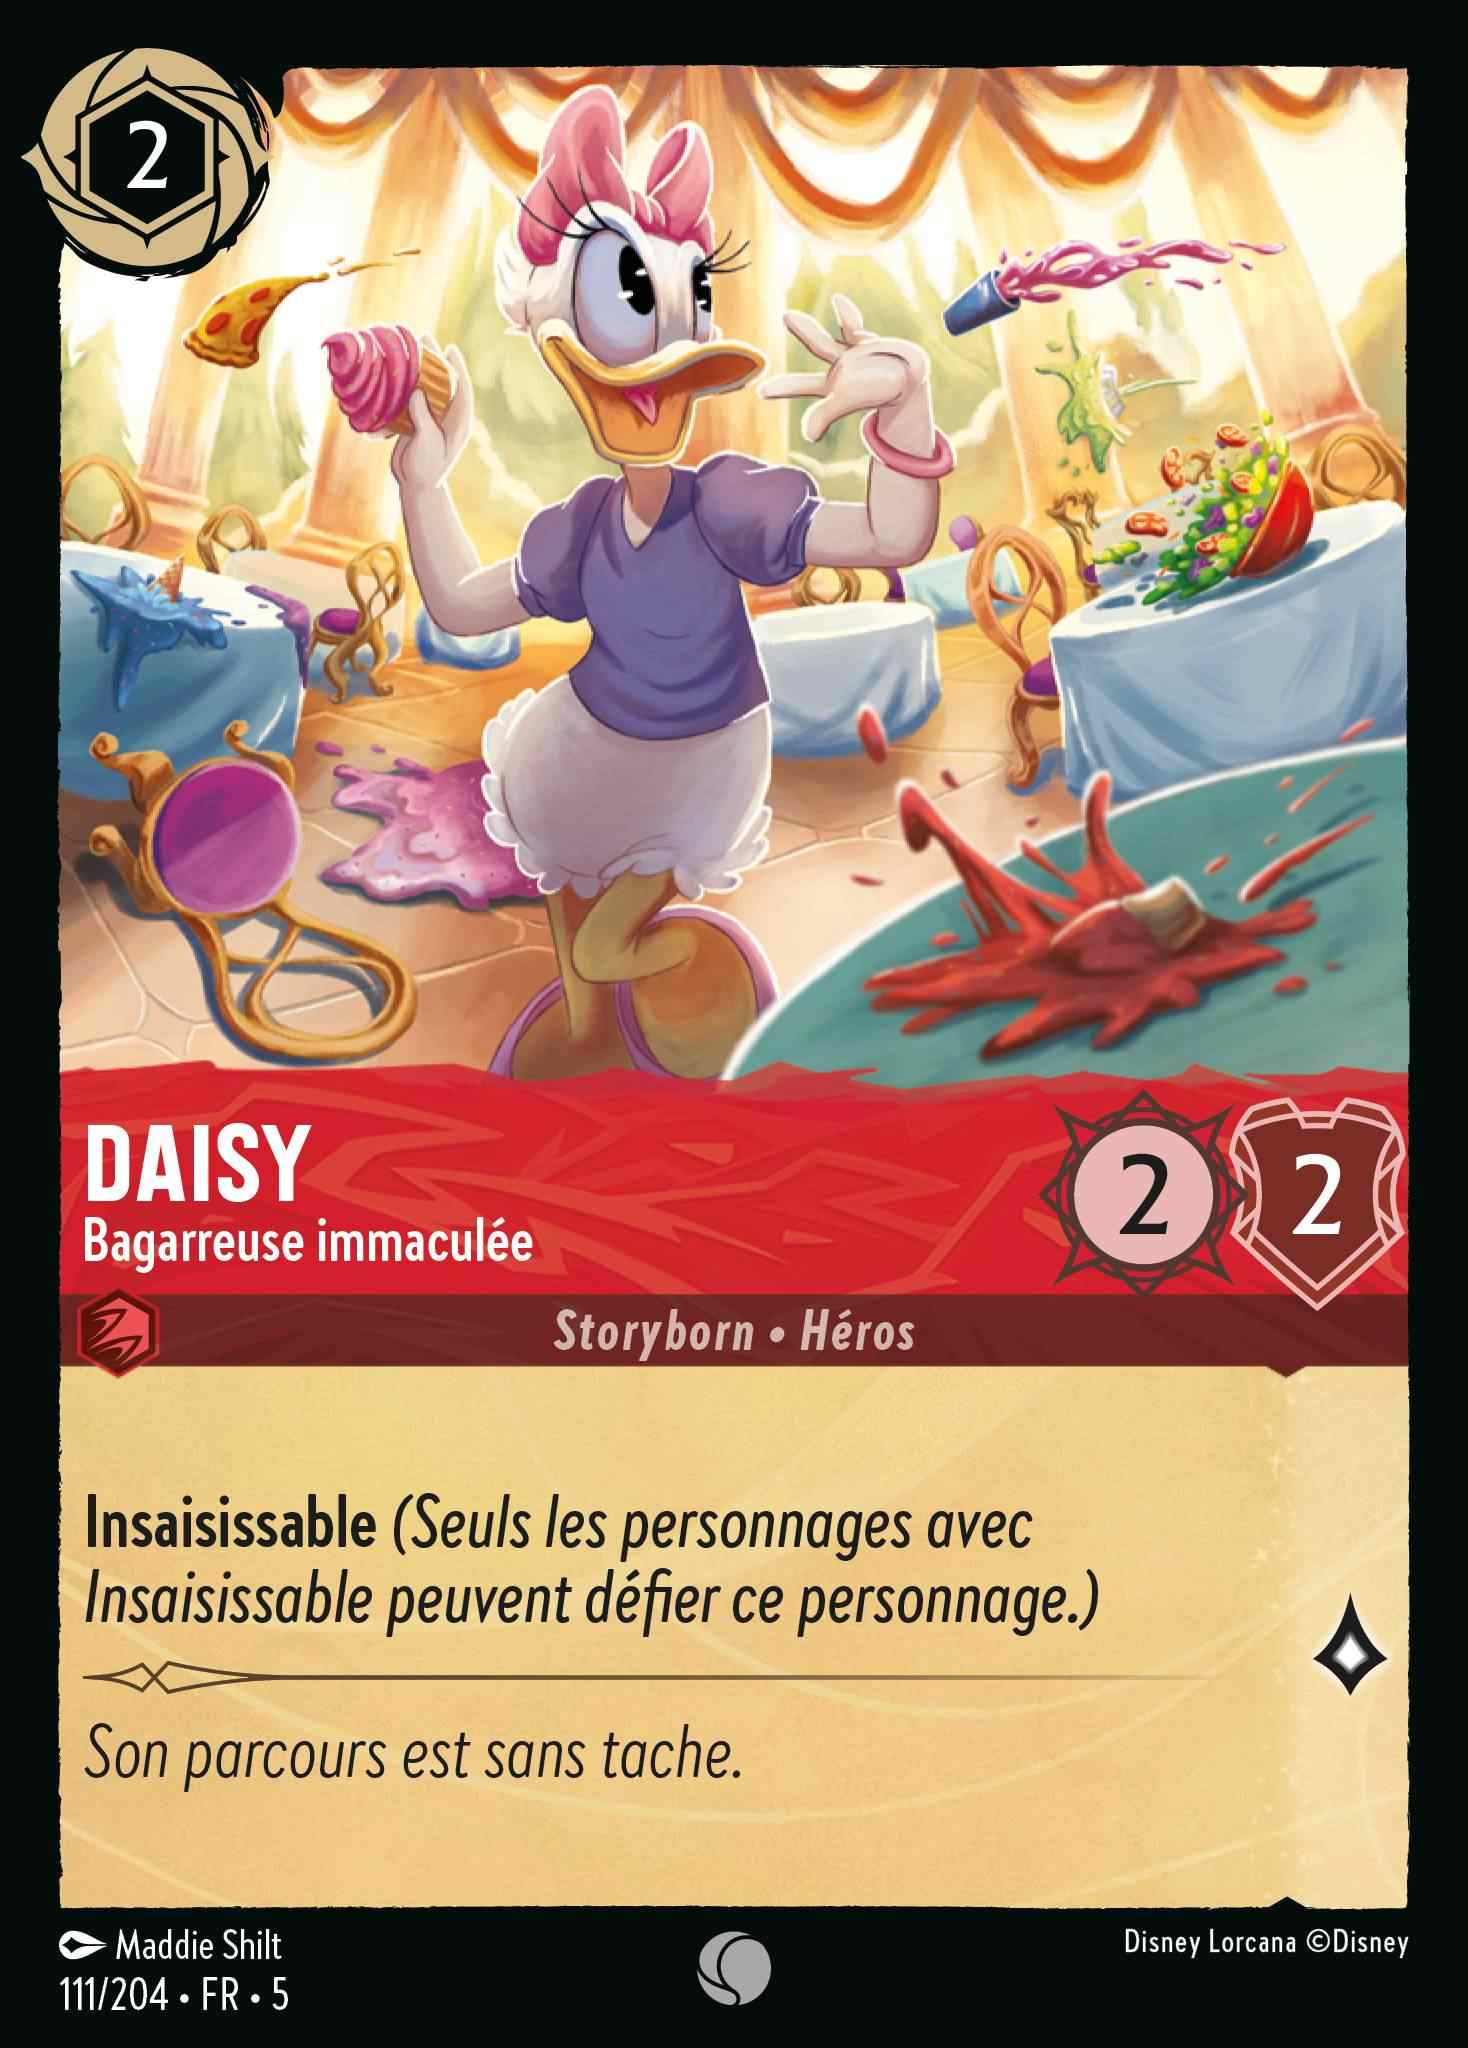 2
DAISY
Bagarreuse immaculée
2 2
Storyborn • Héros
Insaisissable (Seuls les personnages avec
Insaisissable peuvent défier ce personnage.)
Son parcours est sans tache.
Maddie Shilt
111/204 • FR • 5
Disney Lorcana ©Disney